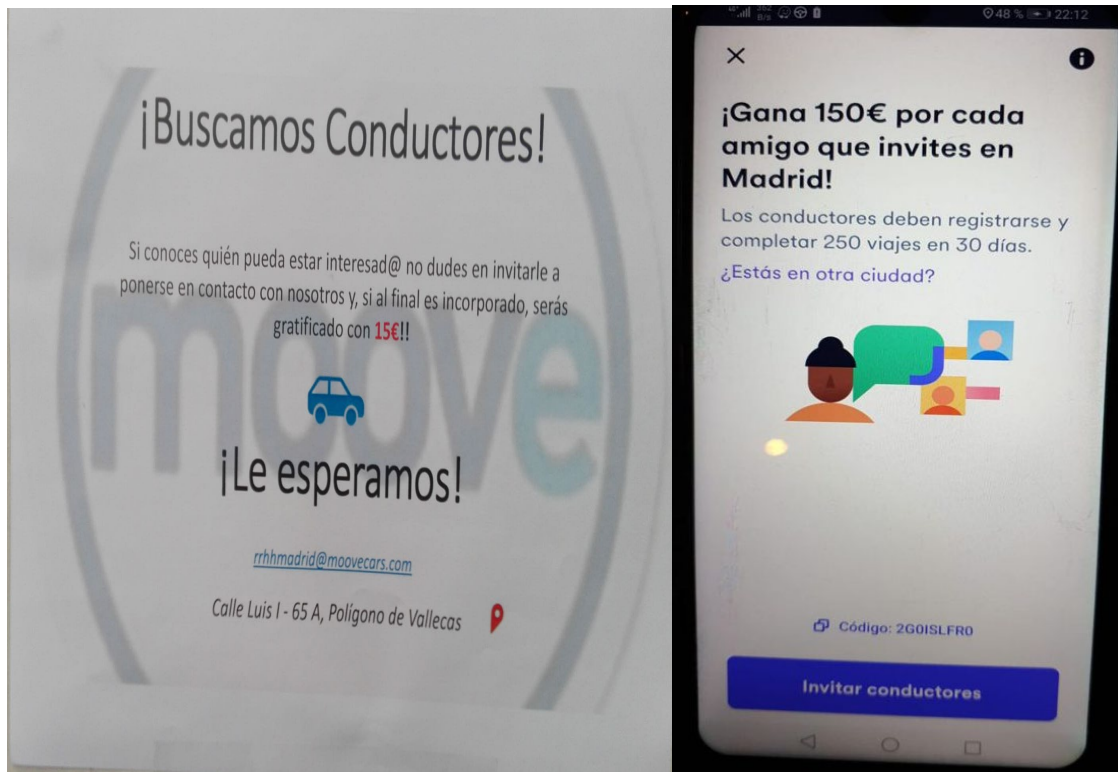 ¡Buscamos Conductores!
Si conoces quién pueda estar interesad@ no dudes en invitarle a
ponerse en contacto con nosotros y, si al final es incorporado, serás
gratificado con 15€!!
moove
¡Le esperamos!
rrhhmadrid@moovecars.com
Calle Luis I - 65 A, Polígono de Vallecas
48 % 22:12
¡Gana 150€ por cada
amigo que invites en
Madrid!
Los conductores deben registrarse y
completar 250 viajes en 30 días.
¿Estás en otra ciudad?
Código: 2G0ISLFR0
Invitar conductores